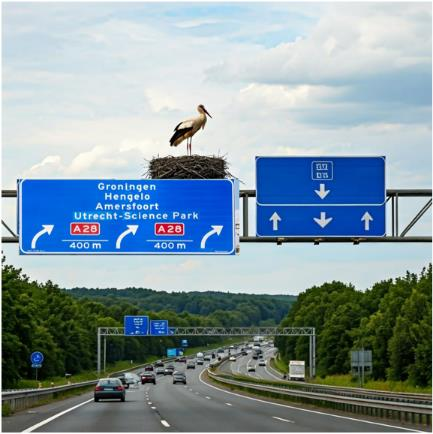 Groningen
Hengelo
Amersfoort
Utrecht-Science Park
A28 A28
400 m 400 m